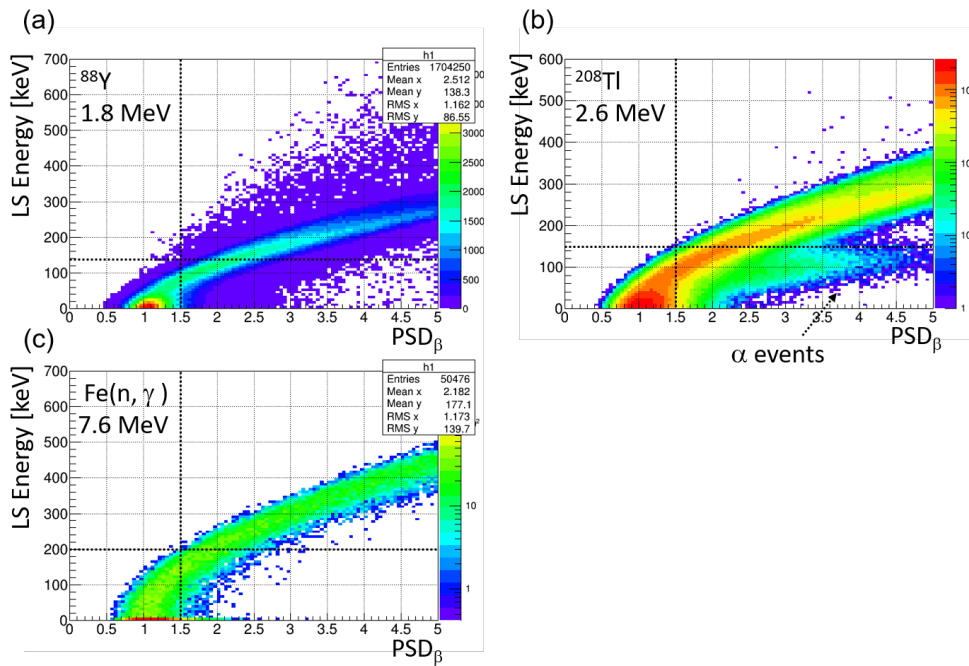 (a)
LS Energy [keV]
700
600
500
400
300
200
100
0
88Y
1.8 MeV
h1
Entries 1704250
Mean x 2.512
Mean y 138.3
RMS x 1.162
RMS y 86.55
3000
2500
2000
1500
1000
500
0
0 0.5 1 1.5 2 2.5 3 3.5 4 4.5 5
PSDβ
(b)
LS Energy [keV]
600
500
400
300
200
100
0
208Tl
2.6 MeV
10
10
1
0 0.5 1 1.5 2 2.5 3 3.5 4 4.5 5
PSDβ
α events
(c)
LS Energy [keV]
700
600
500
400
300
200
100
0
Fe(n, γ)
7.6 MeV
h1
Entries 50476
Mean x 2.182
Mean y 177.1
RMS x 1.173
RMS y 139.7
10
1
0 0.5 1 1.5 2 2.5 3 3.5 4 4.5 5
PSDβ